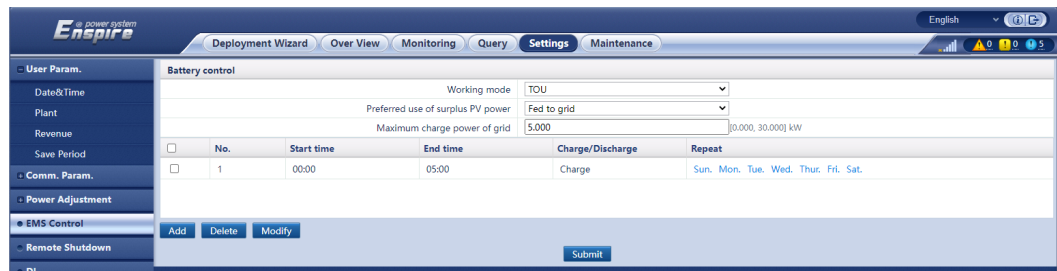 Enspire e power system
English
Deployment Wizard Over View Monitoring Query Settings Maintenance
0 0 5
User Param.
Date&Time
Plant
Revenue
Save Period
Comm. Param.
Power Adjustment
EMS Control
Remote Shutdown
DI
Battery control
Working mode TOU
Preferred use of surplus PV power Fed to grid
Maximum charge power of grid 5.000 [0.000, 30.000] kW
No. Start time End time Charge/Discharge Repeat
1 00:00 05:00 Charge Sun. Mon. Tue. Wed. Thur. Fri. Sat.
Add Delete Modify
Submit